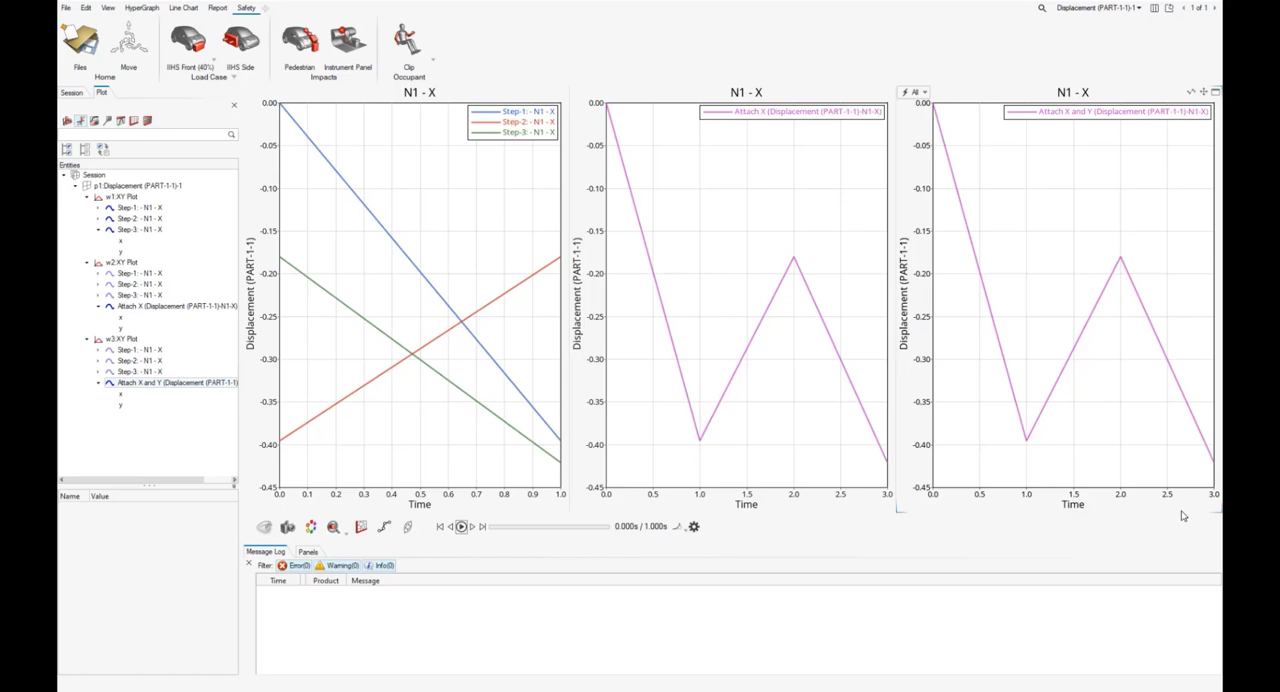 File Edit View HyperGraph Line Chart Report Safety
Displacement (PART-1-1)-1 1 of 1
Files Move IIHS Front (40%) IIHS Side Pedestrian Instrument Panel Clip
Home Load Case Impacts Occupant
Session Plot
Entities
Session
p1:Displacement (PART-1-1)-1
w1:XY Plot
Step-1: - N1 - X
Step-2: - N1 - X
Step-3: - N1 - X
x
y
w2:XY Plot
Step-1: - N1 - X
Step-2: - N1 - X
Step-3: - N1 - X
Attach X (Displacement (PART-1-1)-N1-X)
x
y
w3:XY Plot
Step-1: - N1 - X
Step-2: - N1 - X
Step-3: - N1 - X
Attach X and Y (Displacement (PART-1-1)
x
y
Name Value
N1 - X
Step-1: - N1 - X
Step-2: - N1 - X
Step-3: - N1 - X
Displacement (PART-1-1)
0.00
-0.05
-0.10
-0.15
-0.20
-0.25
-0.30
-0.35
-0.40
-0.45
0.0 0.1 0.2 0.3 0.4 0.5 0.6 0.7 0.8 0.9 1.0
Time
N1 - X
Attach X (Displacement (PART-1-1)-N1-X)
Displacement (PART-1-1)
0.00
-0.05
-0.10
-0.15
-0.20
-0.25
-0.30
-0.35
-0.40
-0.45
0.0 0.5 1.0 1.5 2.0 2.5 3.0
Time
All
N1 - X
Attach X and Y (Displacement (PART-1-1)-N1-X)
Displacement (PART-1-1)
0.00
-0.05
-0.10
-0.15
-0.20
-0.25
-0.30
-0.35
-0.40
-0.45
0.0 0.5 1.0 1.5 2.0 2.5 3.0
Time
0.000s / 1.000s
Message Log Panels
Filter: Error(0) Warning(0) Info(0)
Time Product Message